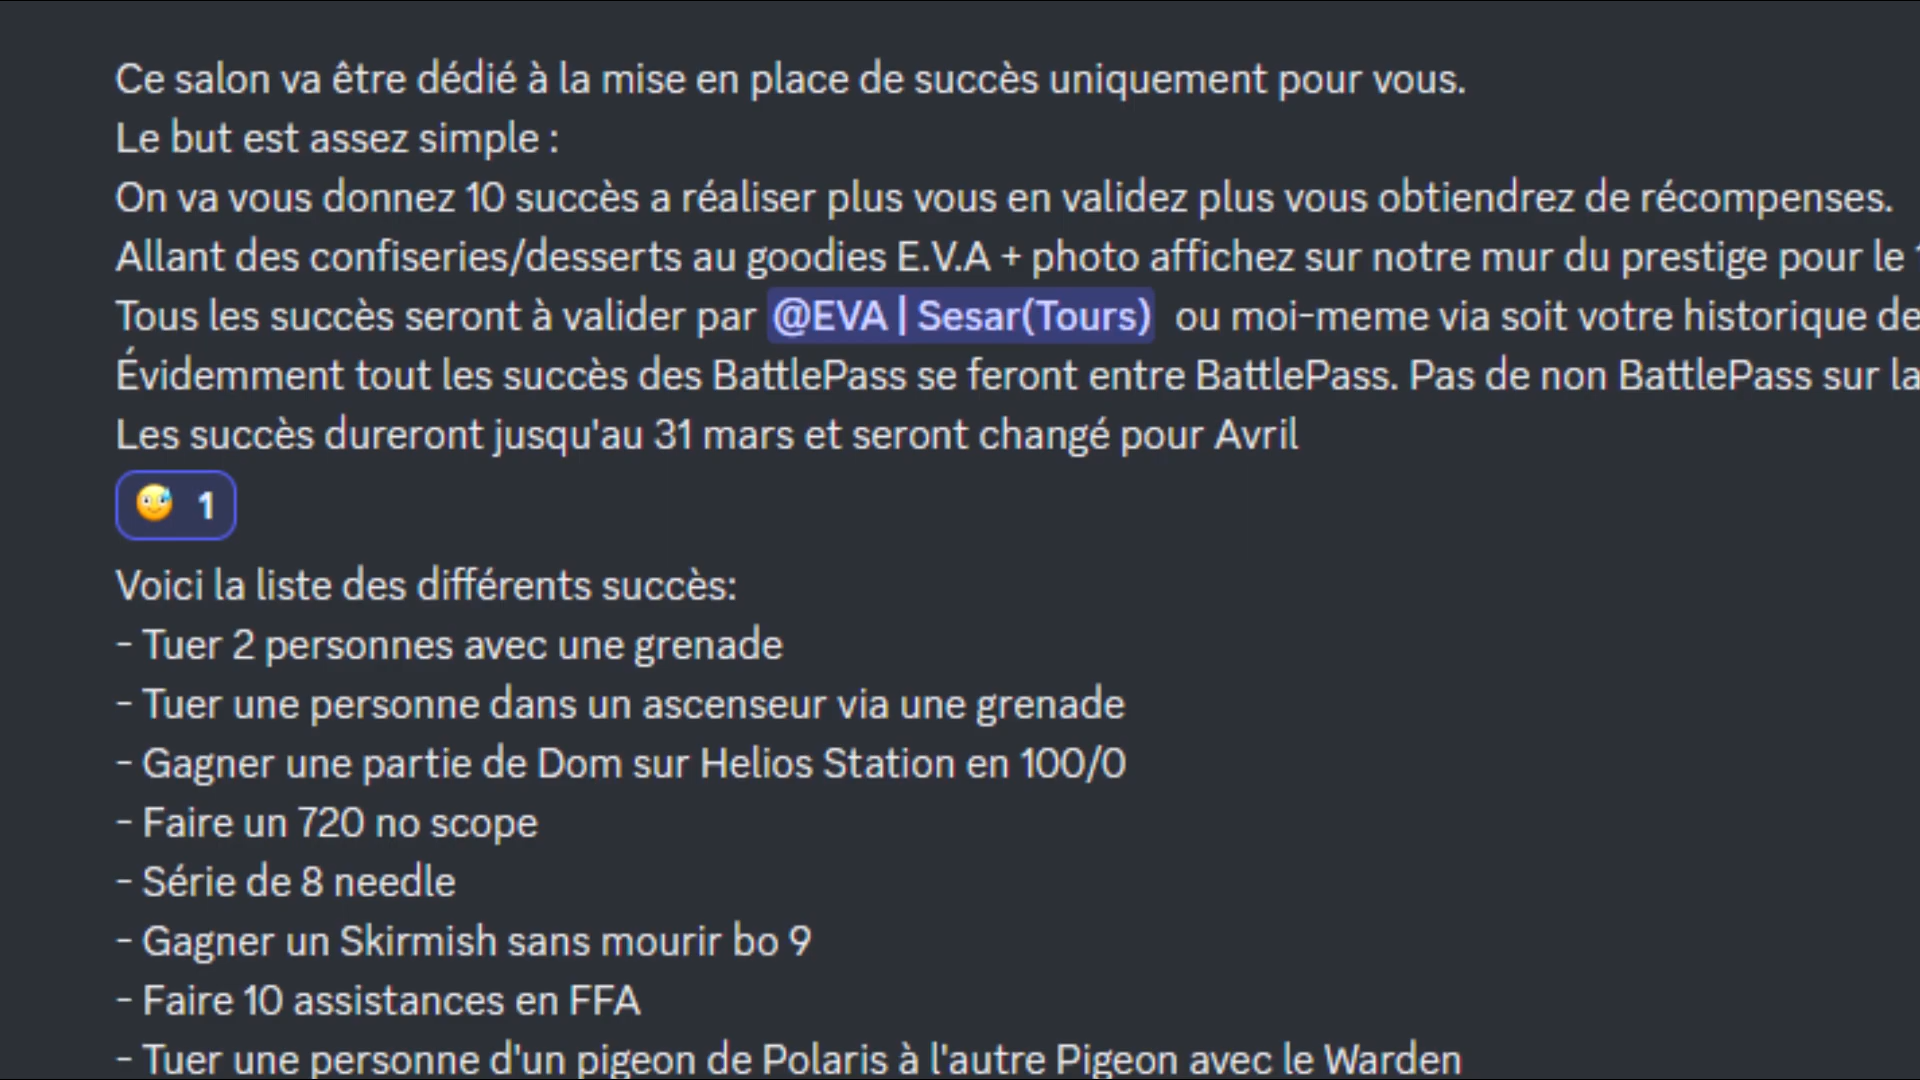 Ce salon va être dédié à la mise en place de succès uniquement pour vous.
Le but est assez simple :
On va vous donnez 10 succès a réaliser plus vous en validez plus vous obtiendrez de récompenses.
Allant des confiseries/desserts au goodies E.V.A + photo affichez sur notre mur du prestige pour le
Tous les succès seront à valider par @EVA | Sesar(Tours) ou moi-meme via soit votre historique de
Évidemment tout les succès des BattlePass se feront entre BattlePass. Pas de non BattlePass sur la
Les succès dureront jusqu'au 31 mars et seront changé pour Avril
1
Voici la liste des différents succès:
- Tuer 2 personnes avec une grenade
- Tuer une personne dans un ascenseur via une grenade
- Gagner une partie de Dom sur Helios Station en 100/0
- Faire un 720 no scope
- Série de 8 needle
- Gagner un Skirmish sans mourir bo 9
- Faire 10 assistances en FFA
- Tuer une personne d'un pigeon de Polaris à l'autre Pigeon avec le Warden